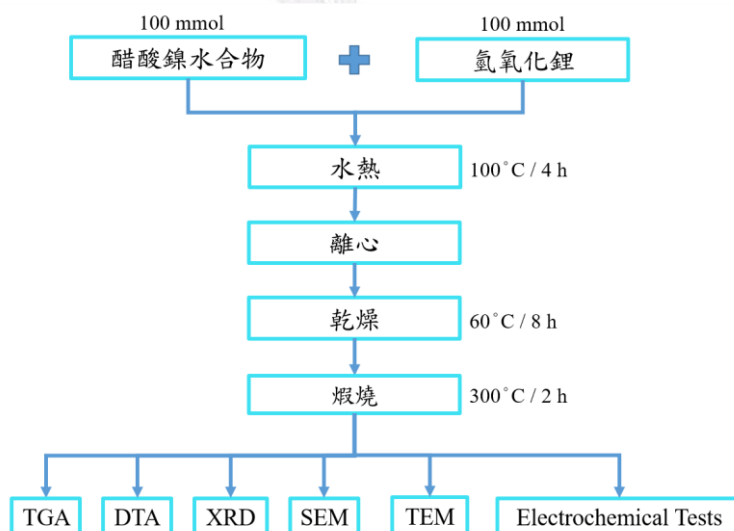 100 mmol
100 mmol
醋酸鎳水合物
氫氧化鋰
水熱
100°C / 4 h
離心
乾燥
60°C / 8 h
煆燒
300°C / 2 h
TGA
DTA
XRD
SEM
TEM
Electrochemical Tests